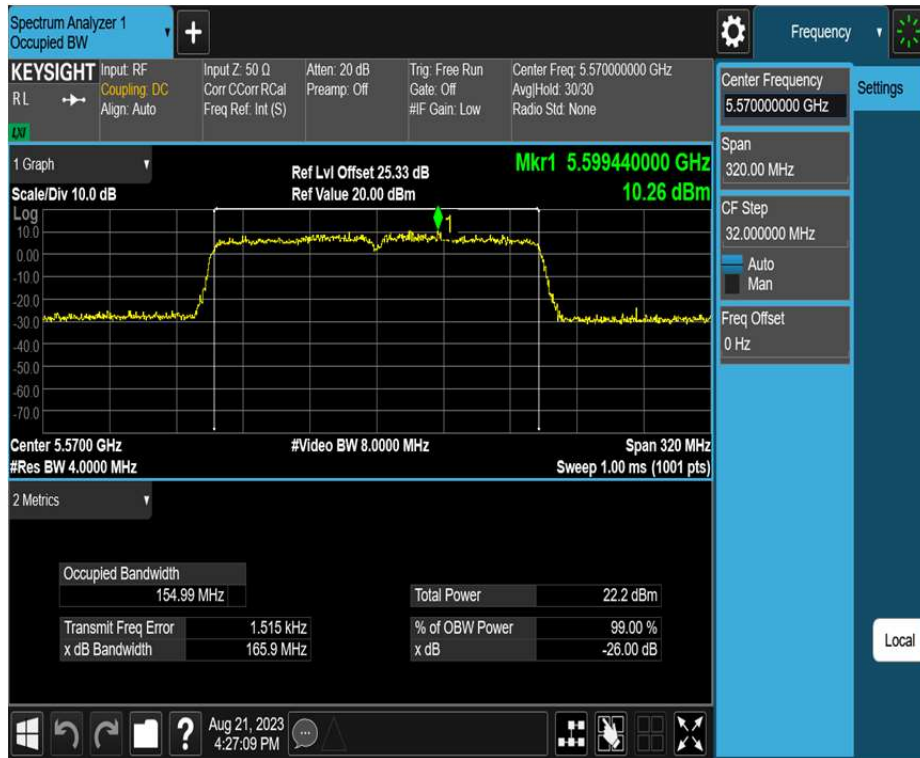 Spectrum Analyzer 1
Occupied BW
+
Frequency
KEYSIGHT
R L
LXI
Input: RF
Coupling: DC
Align: Auto
Input Z: 50 Ω
Corr CCorr RCal
Freq Ref: Int (S)
Atten: 20 dB
Preamp: Off
Trig: Free Run
Gate: Off
#IF Gain: Low
Center Freq: 5.570000000 GHz
Avg|Hold: 30/30
Radio Std: None
Center Frequency
5.570000000 GHz
Settings
Span
320.00 MHz
CF Step
32.000000 MHz
Auto
Man
Freq Offset
0 Hz
Local
1 Graph
Scale/Div 10.0 dB
Ref Lvl Offset 25.33 dB
Ref Value 20.00 dBm
Mkr1 5.599440000 GHz
10.26 dBm
Log
10.0
0.00
-10.0
-20.0
-30.0
-40.0
-50.0
-60.0
-70.0
1
Center 5.5700 GHz
#Video BW 8.0000 MHz
Span 320 MHz
#Res BW 4.0000 MHz
Sweep 1.00 ms (1001 pts)
2 Metrics
Occupied Bandwidth
154.99 MHz
Total Power 22.2 dBm
Transmit Freq Error 1.515 kHz
% of OBW Power 99.00 %
x dB Bandwidth 165.9 MHz
x dB -26.00 dB
?
Aug 21, 2023
4:27:09 PM